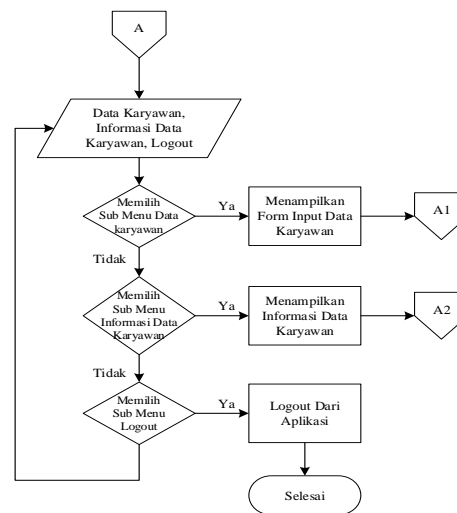 A
Data Karyawan,
Informasi Data
Karyawan, Logout
Memilih
Sub Menu Data
karyawan
Ya
Menampilkan
Form Input Data
Karyawan
A1
Tidak
Memilih
Sub Menu
Informasi Data
Karyawan
Ya
Menampilkan
Informasi Data
Karyawan
A2
Tidak
Memilih
Sub Menu
Logout
Ya
Logout Dari
Aplikasi
Selesai